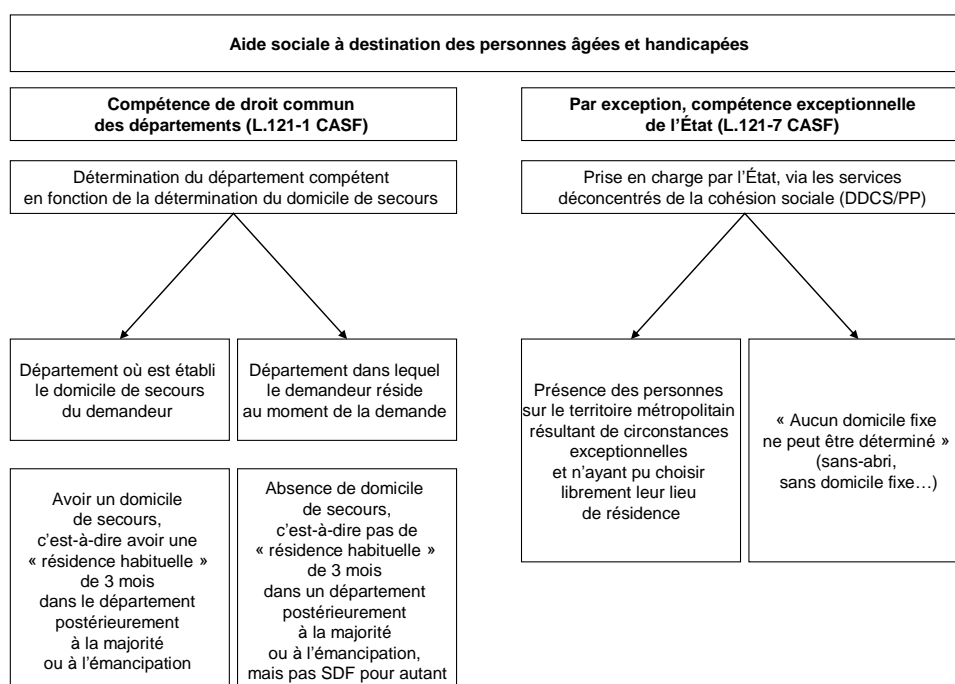 Aide sociale à destination des personnes âgées et handicapées
Compétence de droit commun
des départements (L.121-1 CASF)
Par exception, compétence exceptionnelle
de l’État (L.121-7 CASF)
Détermination du département compétent
en fonction de la détermination du domicile de secours
Prise en charge par l’État, via les services
déconcentrés de la cohésion sociale (DDCS/PP)
Département où est établi
le domicile de secours
du demandeur
Département dans lequel
le demandeur réside
au moment de la demande
Présence des personnes
sur le territoire métropolitain
résultant de circonstances
exceptionnelles
et n’ayant pu choisir
librement leur lieu
de résidence
« Aucun domicile fixe
ne peut être déterminé »
(sans-abri,
sans domicile fixe…)
Avoir un domicile
de secours,
c’est-à-dire avoir une
« résidence habituelle »
de 3 mois
dans le département
postérieurement
à la majorité
ou à l’émancipation
Absence de domicile
de secours,
c’est-à-dire pas de
« résidence habituelle »
de 3 mois
dans un département
postérieurement
à la majorité
ou à l’émancipation,
mais pas SDF pour autant